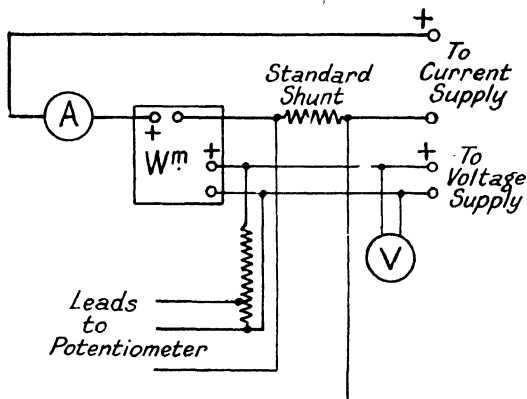 +
To
Current
Supply
Standard
Shunt
A
+
Wm
+
+
To
Voltage
Supply
V
Leads
to
Potentiometer